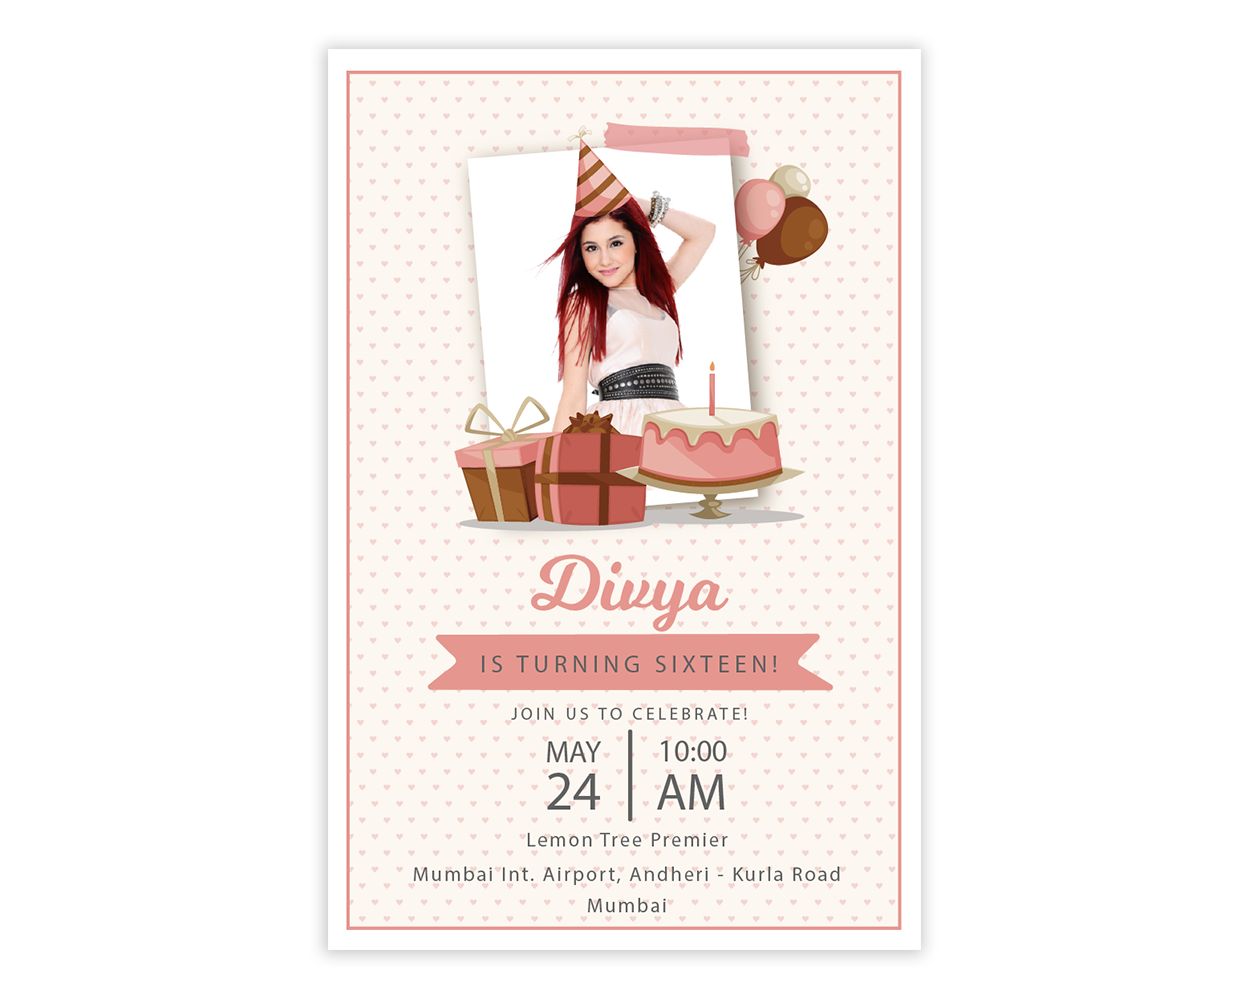 Divya
IS TURNING SIXTEEN!
JOIN US TO CELEBRATE!
MAY
24
10:00
AM
Lemon Tree Premier
Mumbai Int. Airport, Andheri - Kurla Road
Mumbai